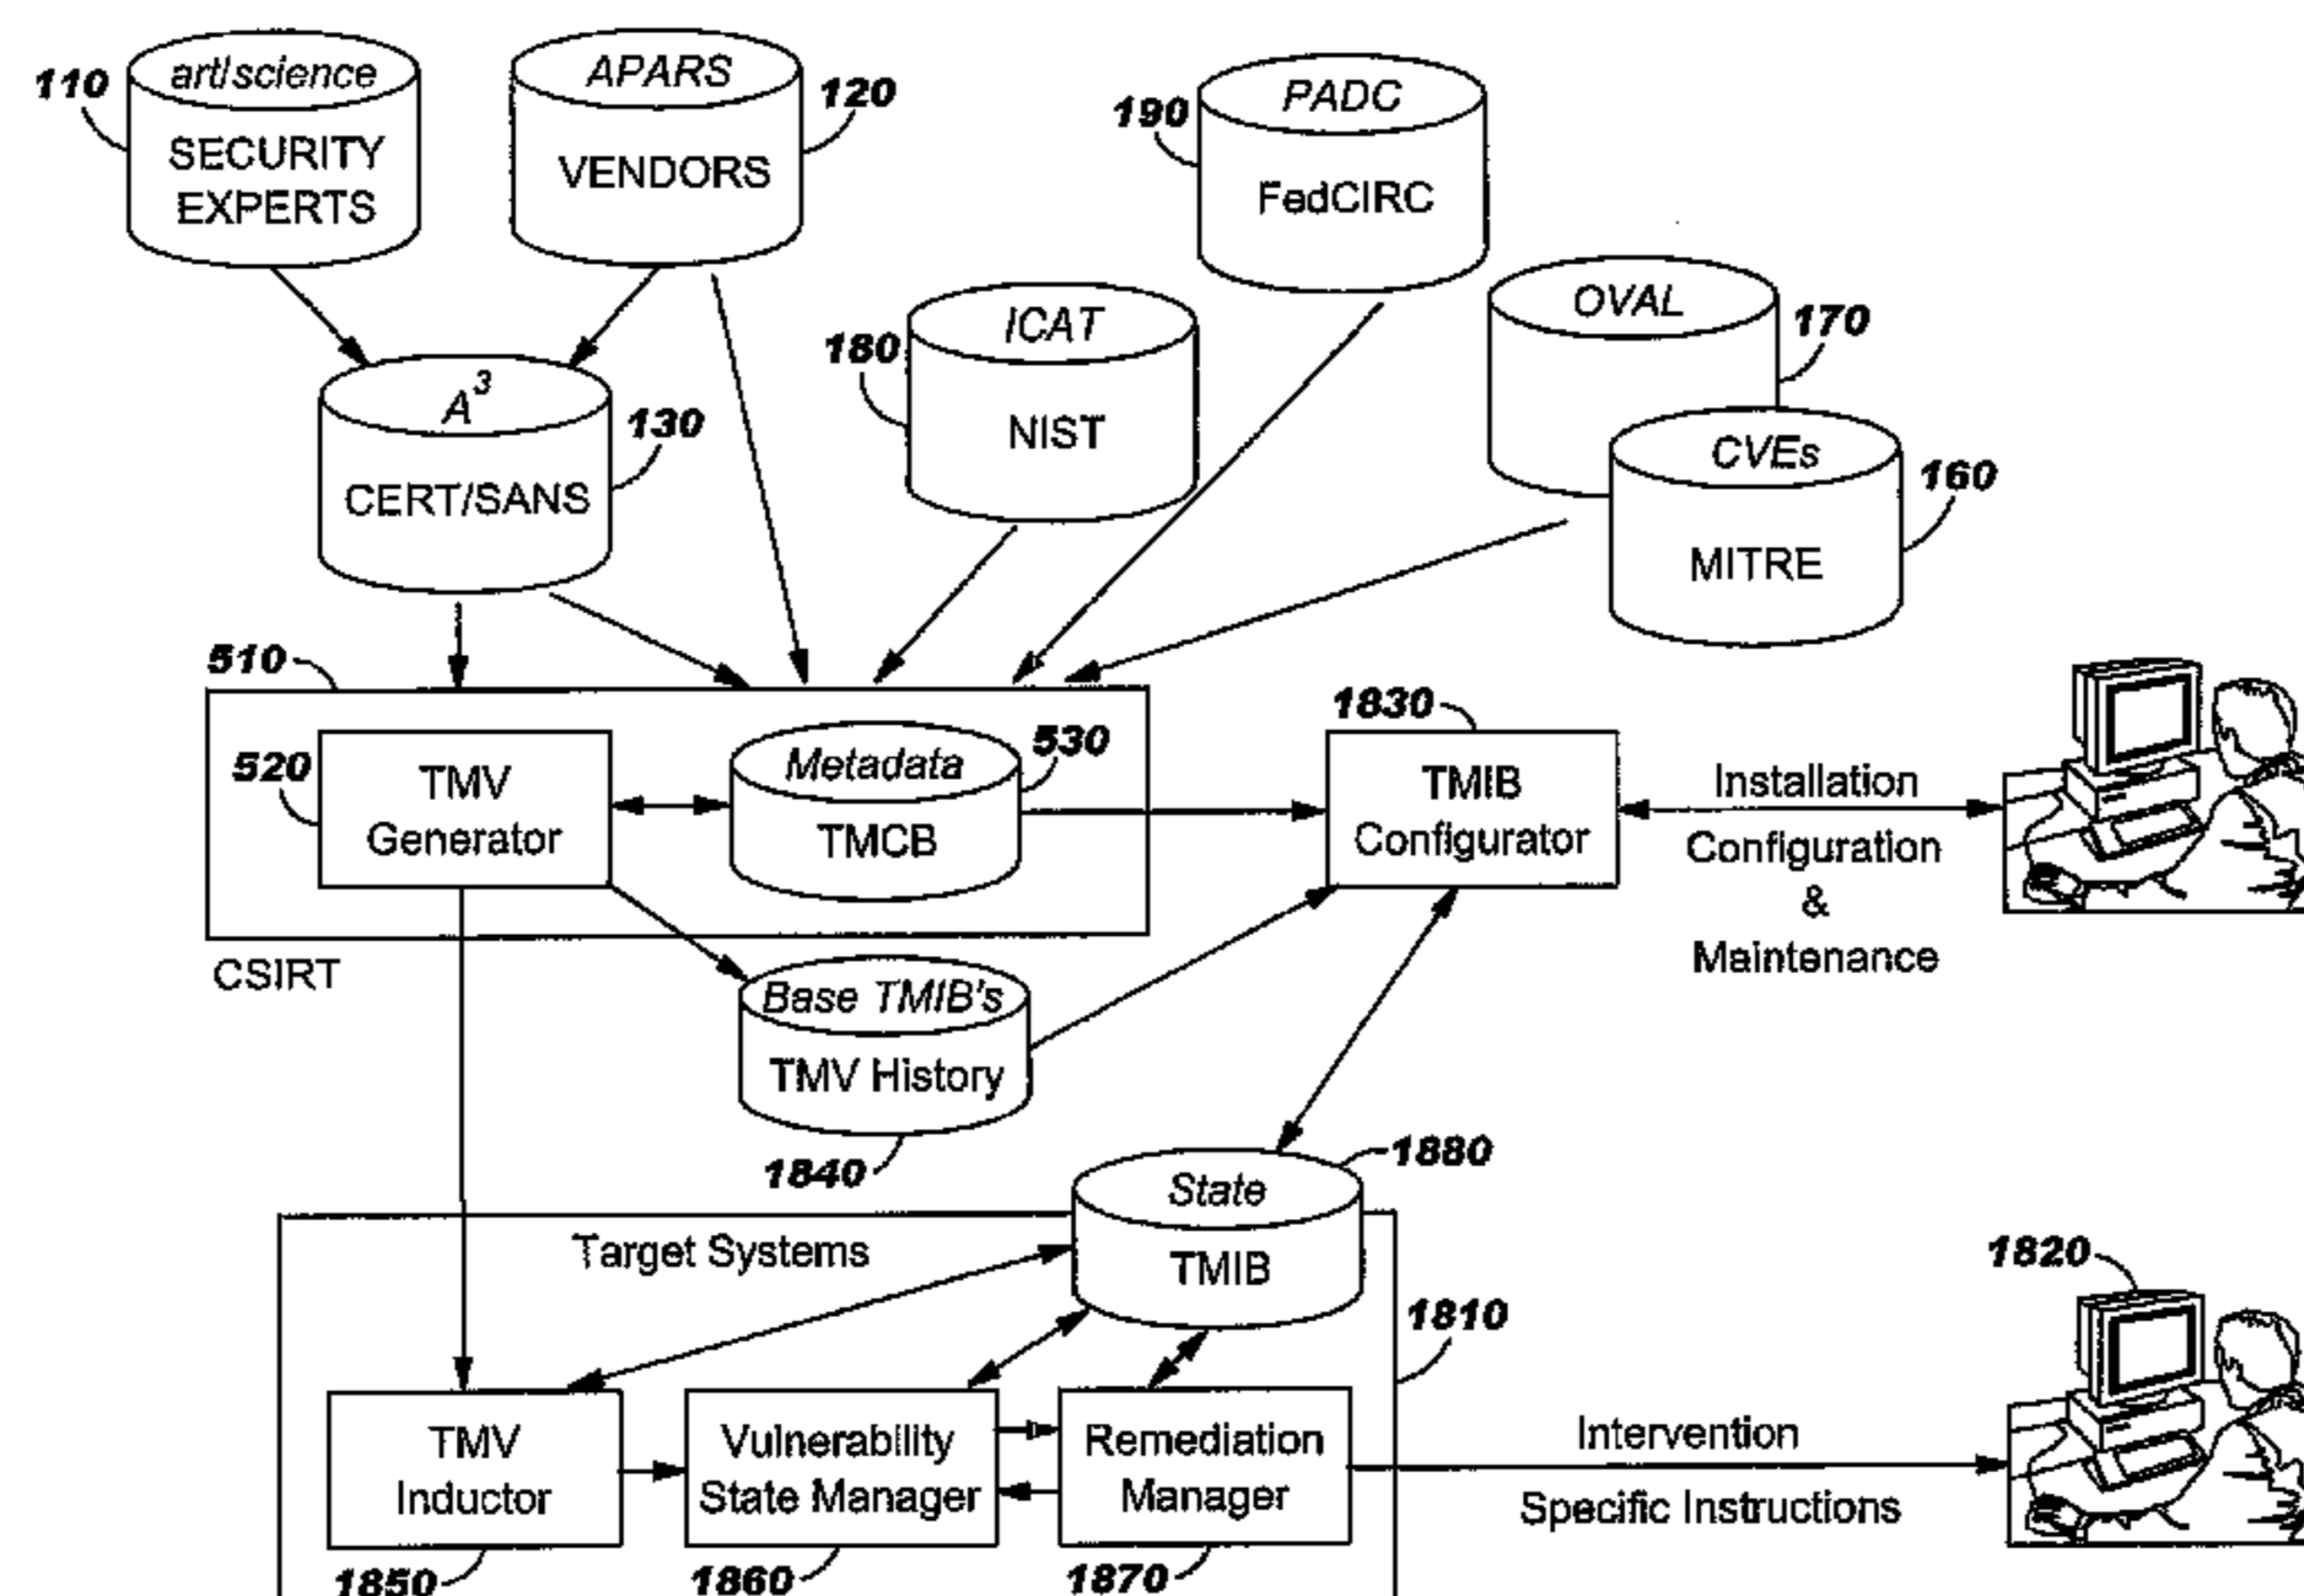 110
art/science
SECURITY
EXPERTS
APARS
VENDORS
120
190
PADC
FedCIRC
180
ICAT
NIST
OVAL
170
CVEs
MITRE
160
A3
CERT/SANS
130
510
520
TMV
Generator
Metadata
TMCB
530
CSIRT
1830
TMIB
Configurator
Installation
Configuration
&
Maintenance
Base TMIB's
TMV History
1840
State
TMIB
1880
Target Systems
1810
1820
TMV
Inductor
1850
Vulnerability
State Manager
1860
Remediation
Manager
1870
Intervention
Specific Instructions